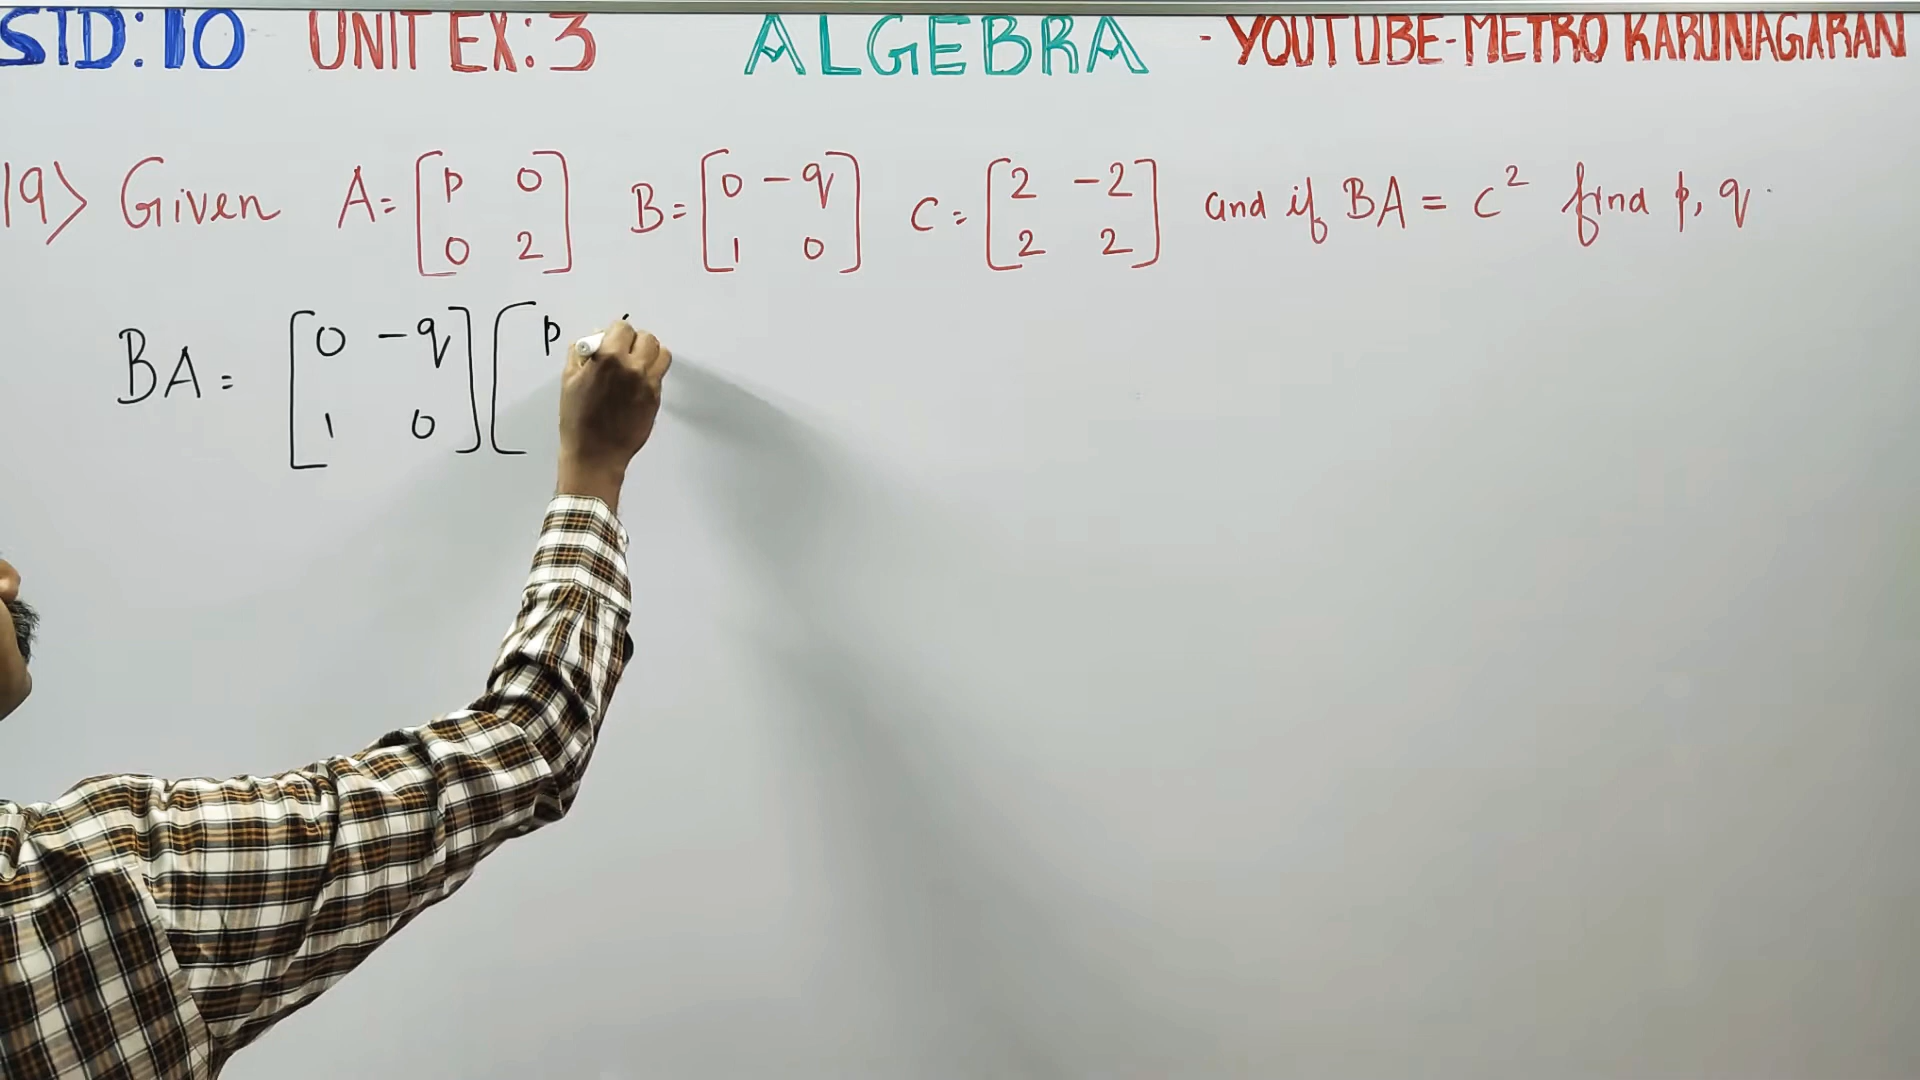 STD:10 UNIT EX:3 ALGEBRA - YOUTUBE-METRO KARUNAGARAN
19> Given A = [p 0 B = [0 -q C = [2 -2 and if BA = c² find p, q.
0 2] 1 0] 2 2]
BA = [0 -q [p
1 0]